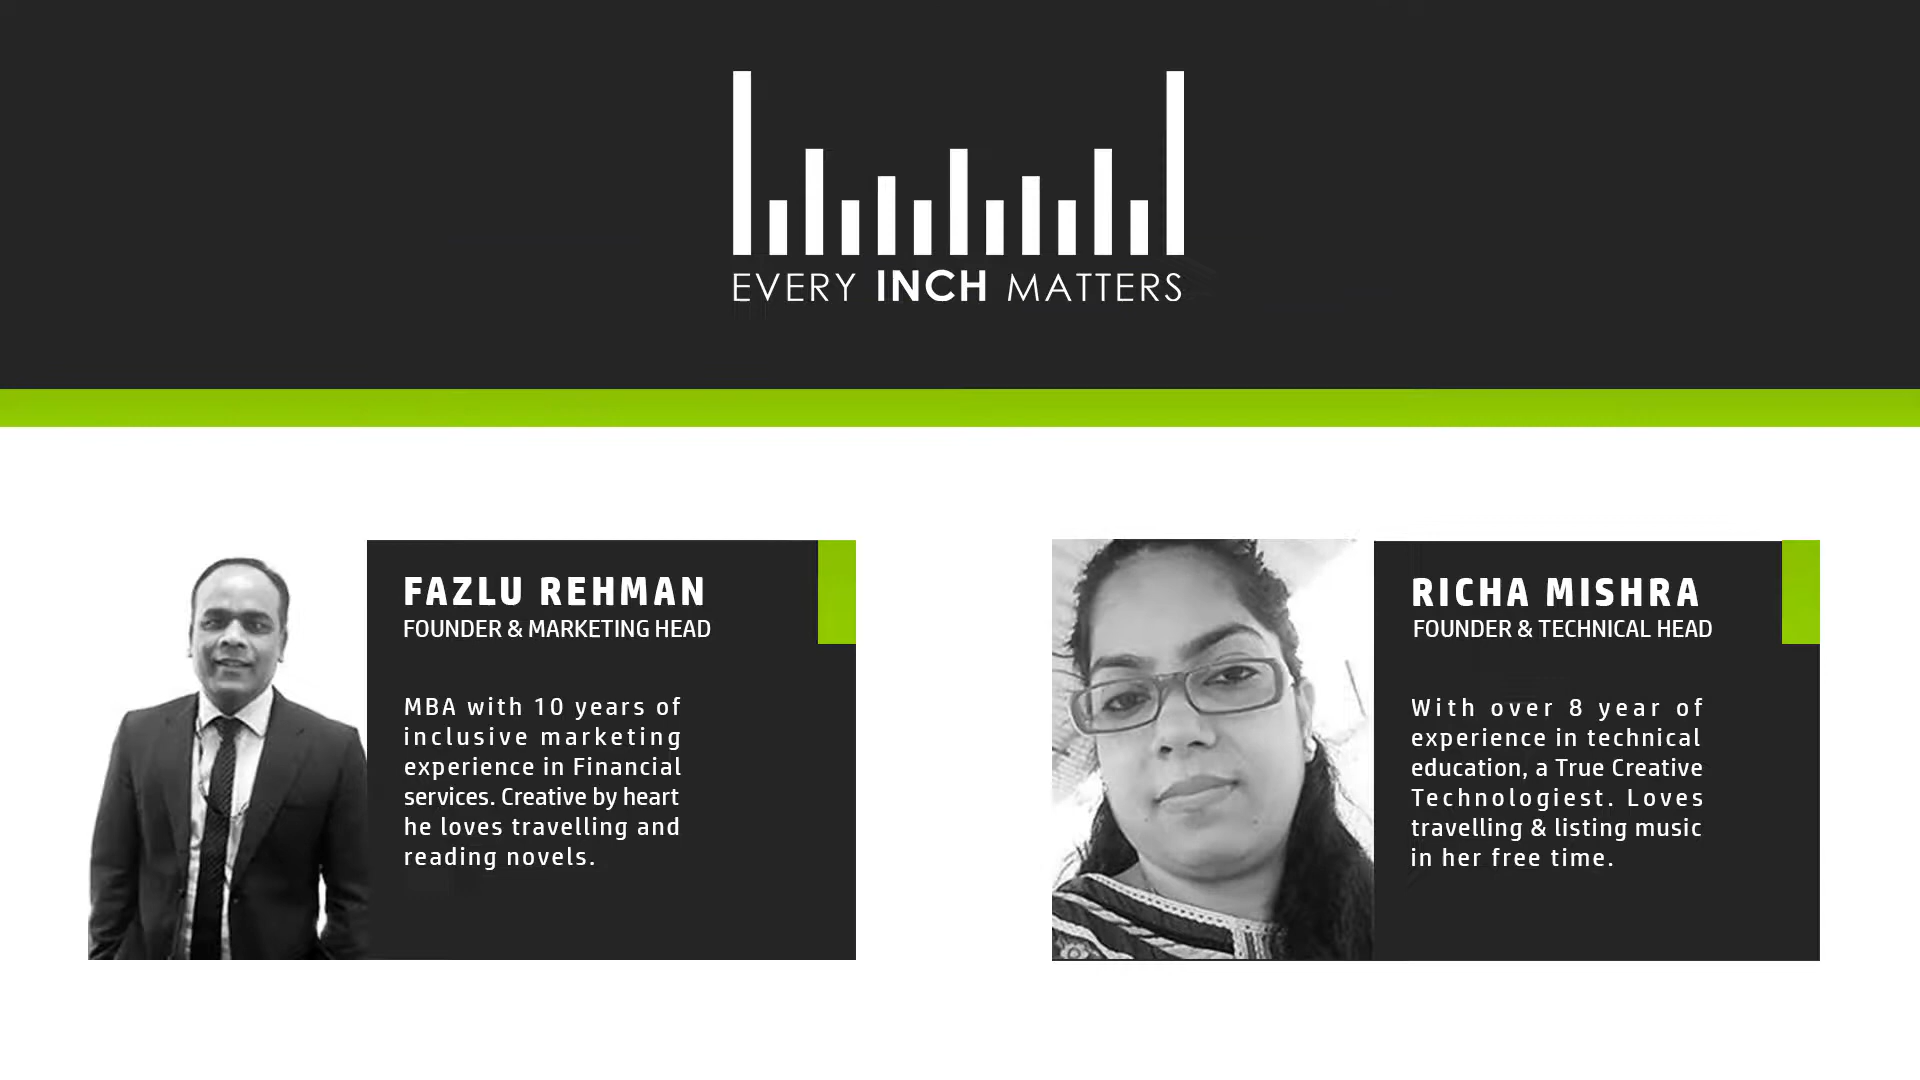 EVERY INCH MATTERS
FAZLU REHMAN
FOUNDER & MARKETING HEAD
MBA with 10 years of
inclusive marketing
experience in Financial
services. Creative by heart
he loves travelling and
reading novels.
RICHA MISHRA
FOUNDER & TECHNICAL HEAD
With over 8 year of
experience in technical
education, a True Creative
Technologiest. Loves
travelling & listing music
in her free time.